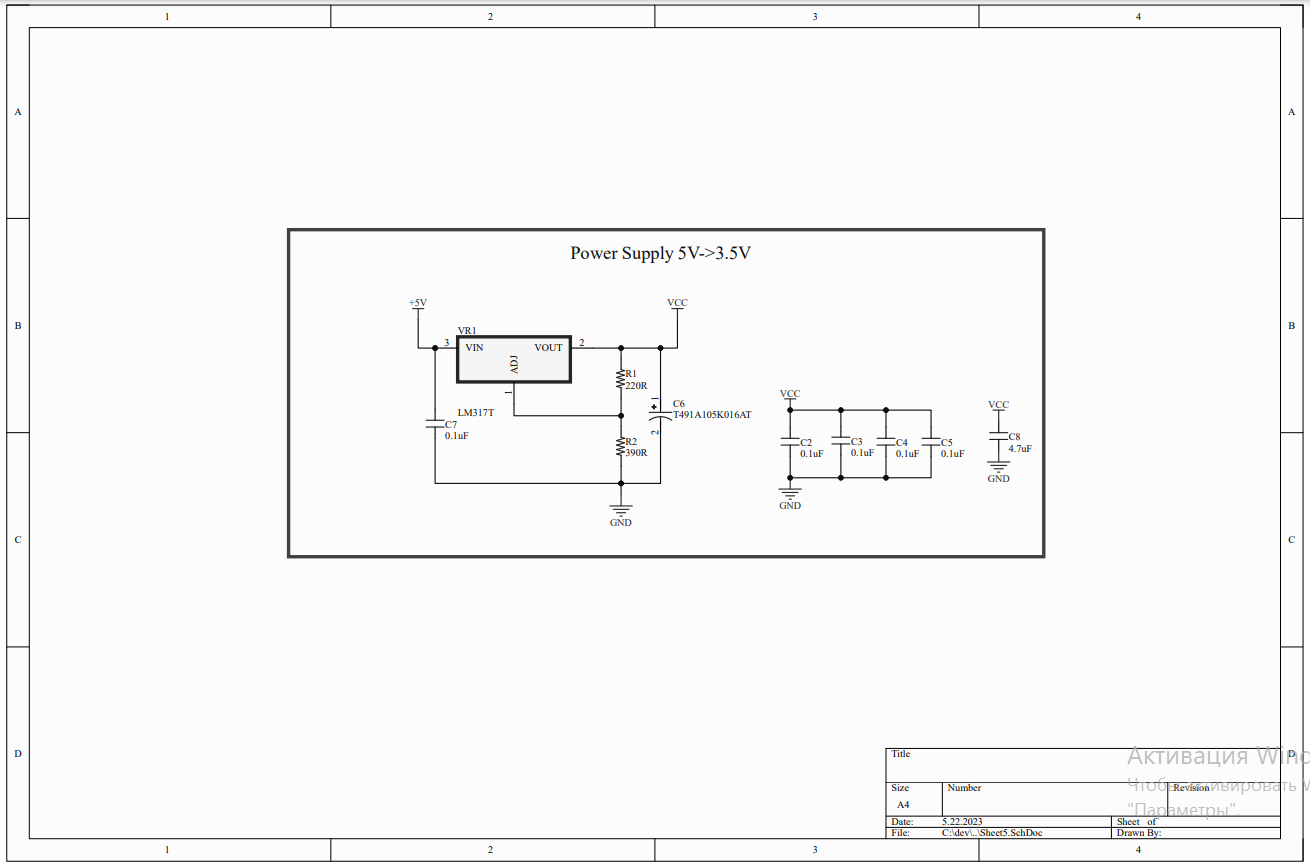 1 2 3 4
A A
Power Supply 5V->3.5V
+5V VCC
B B
VR1
3 VIN VOUT 2
ADJ
R1
220R
1
VCC
VCC
1
C6
LM317T
T491A105K016AT
C7
0.1uF
2
R2
390R
C2
0.1uF
C3
0.1uF
C4
0.1uF
C5
0.1uF
C8
4.7uF
GND
GND
GND
C C
D D
Title
Активация Wind
Size Number Revision
A4
"Параметры".
Date: 5.22.2023 Sheet of
File: C:\dev\..\Sheet5.SchDoc Drawn By:
1 2 3 4